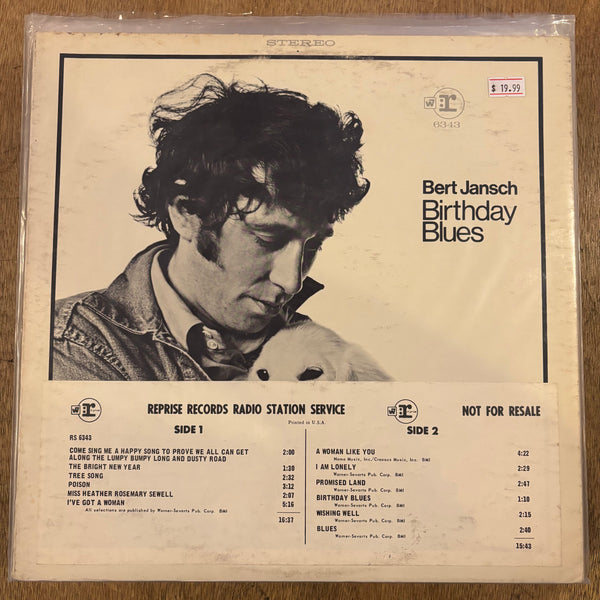 STEREO
$ 19.99
W B r
6343
Bert Jansch
Birthday
Blues
REPRISE RECORDS RADIO STATION SERVICE
NOT FOR RESALE
Printed in U.S.A.
SIDE 1
RS 6343
COME SING ME A HAPPY SONG TO PROVE WE ALL CAN GET
ALONG THE LUMPY BUMPY LONG AND DUSTY ROAD 2:00
THE BRIGHT NEW YEAR 1:30
TREE SONG 2:32
POISON 3:12
MISS HEATHER ROSEMARY SEWELL 2:07
I'VE GOT A WOMAN 5:16
All selections are published by Warner-Sevarts Pub. Corp. BMI
16:37
SIDE 2
A WOMAN LIKE YOU 4:22
Music, Inc/ Music, Inc. BMI
I AM LONELY 2:29
Warner-Sevarts Pub. Corp. BMI
PROMISED LAND 2:47
Warner-Sevarts Pub. Corp. BMI
BIRTHDAY BLUES 1:10
Warner-Sevarts Pub. Corp. BMI
WISHING WELL 2:15
Warner-Sevarts Pub. Corp. BMI
BLUES 2:40
Warner-Sevarts Pub. Corp. BMI
15:43